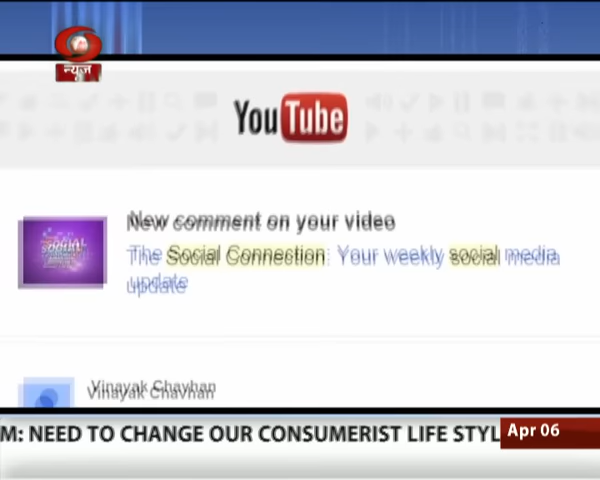 न्यूज़
YouTube
New comment on your video
The Social Connection: Your weekly social media
update
Vinayak Chavhan
M: NEED TO CHANGE OUR CONSUMERIST LIFE STYL
Apr 06